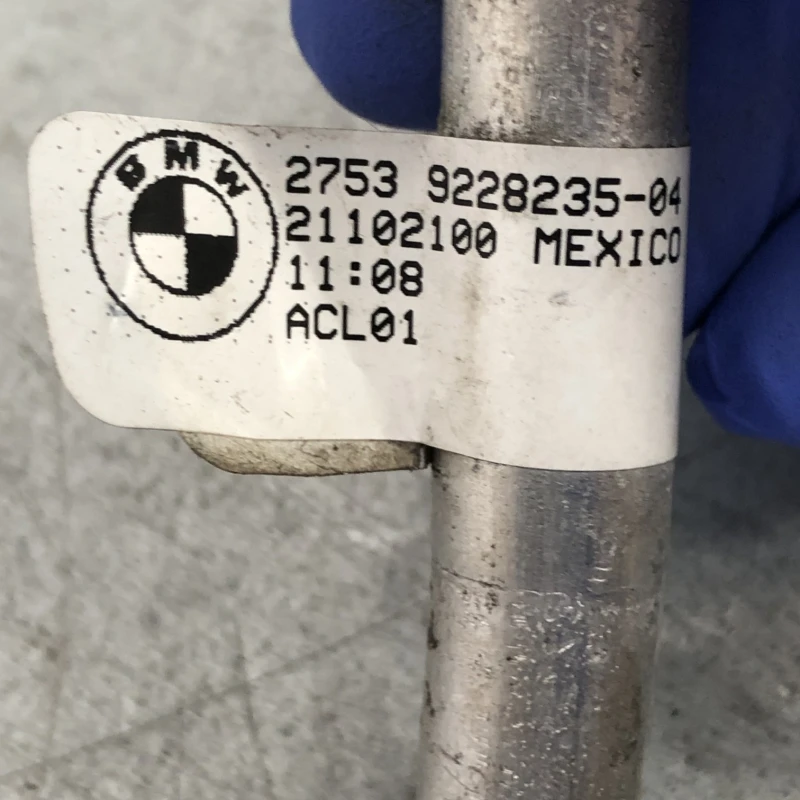 BMW
2753 9228235-04
21102100 MEXICO
11:08
ACL01